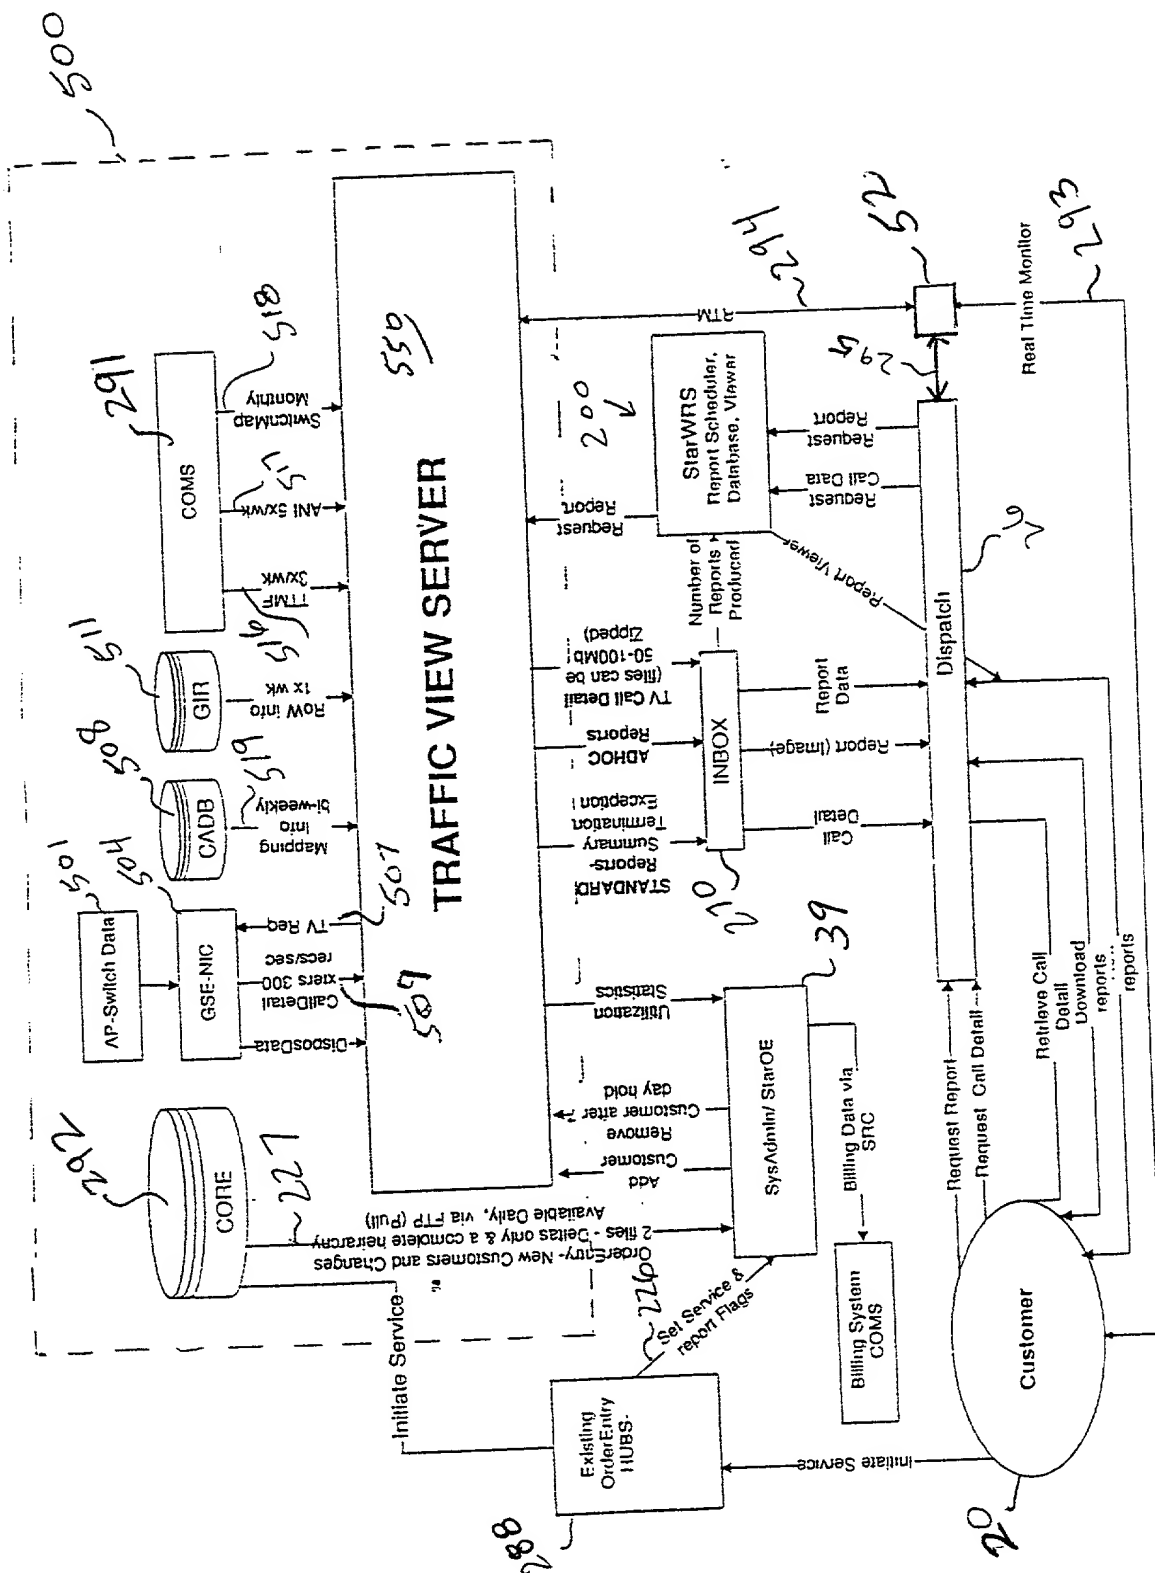 500
292
CORE
227
OrderEntry- New Customers and Changes
2 files - Deltas only & a complete heirarchy
Available Daily, via FTP (Pull)
501
AP-Switch Data
504
GSE-NIC
DisposData
CallDetail
xfers 300
recs/sec
509
TV Req
507
508
CADB
519
Mapping
Info
bi-weekly
511
GIR
RoW info
1x wk
291
COMS
516
TTMF
3x/wk
ANI 5x/wk
517
SwitchMap
Monthly
518
TRAFFIC VIEW SERVER
550
Initiate Service
288
Existing
OrderEntry
HUBS-
226
Set Service &
report Flags
Add
Customer
Remove
Customer after
day hold
Utilization
Statistics
SysAdmin/ StarOE
39
Billing Data via
SRC
Billing System
COMS
STANDARD
Reports-
Summary
Termination
Exception
ADHOC
Reports
TV Call Detail
(files can be
50-100Mb
Zipped)
270
INBOX
Number of
Reports
Produced
Request
Report
200
StarWRS
Report Scheduler,
Database, Viewer
RTM
294
Call
Detail
Report (Image)
Report
Data
Report Viewer
Request
Call Data
Request
Report
Dispatch
26
295
52
Real Time Monitor
293
Initiate Service
20
Customer
Request Report
Request Call Detail
Retrieve Call
Detail
Download
reports
reports